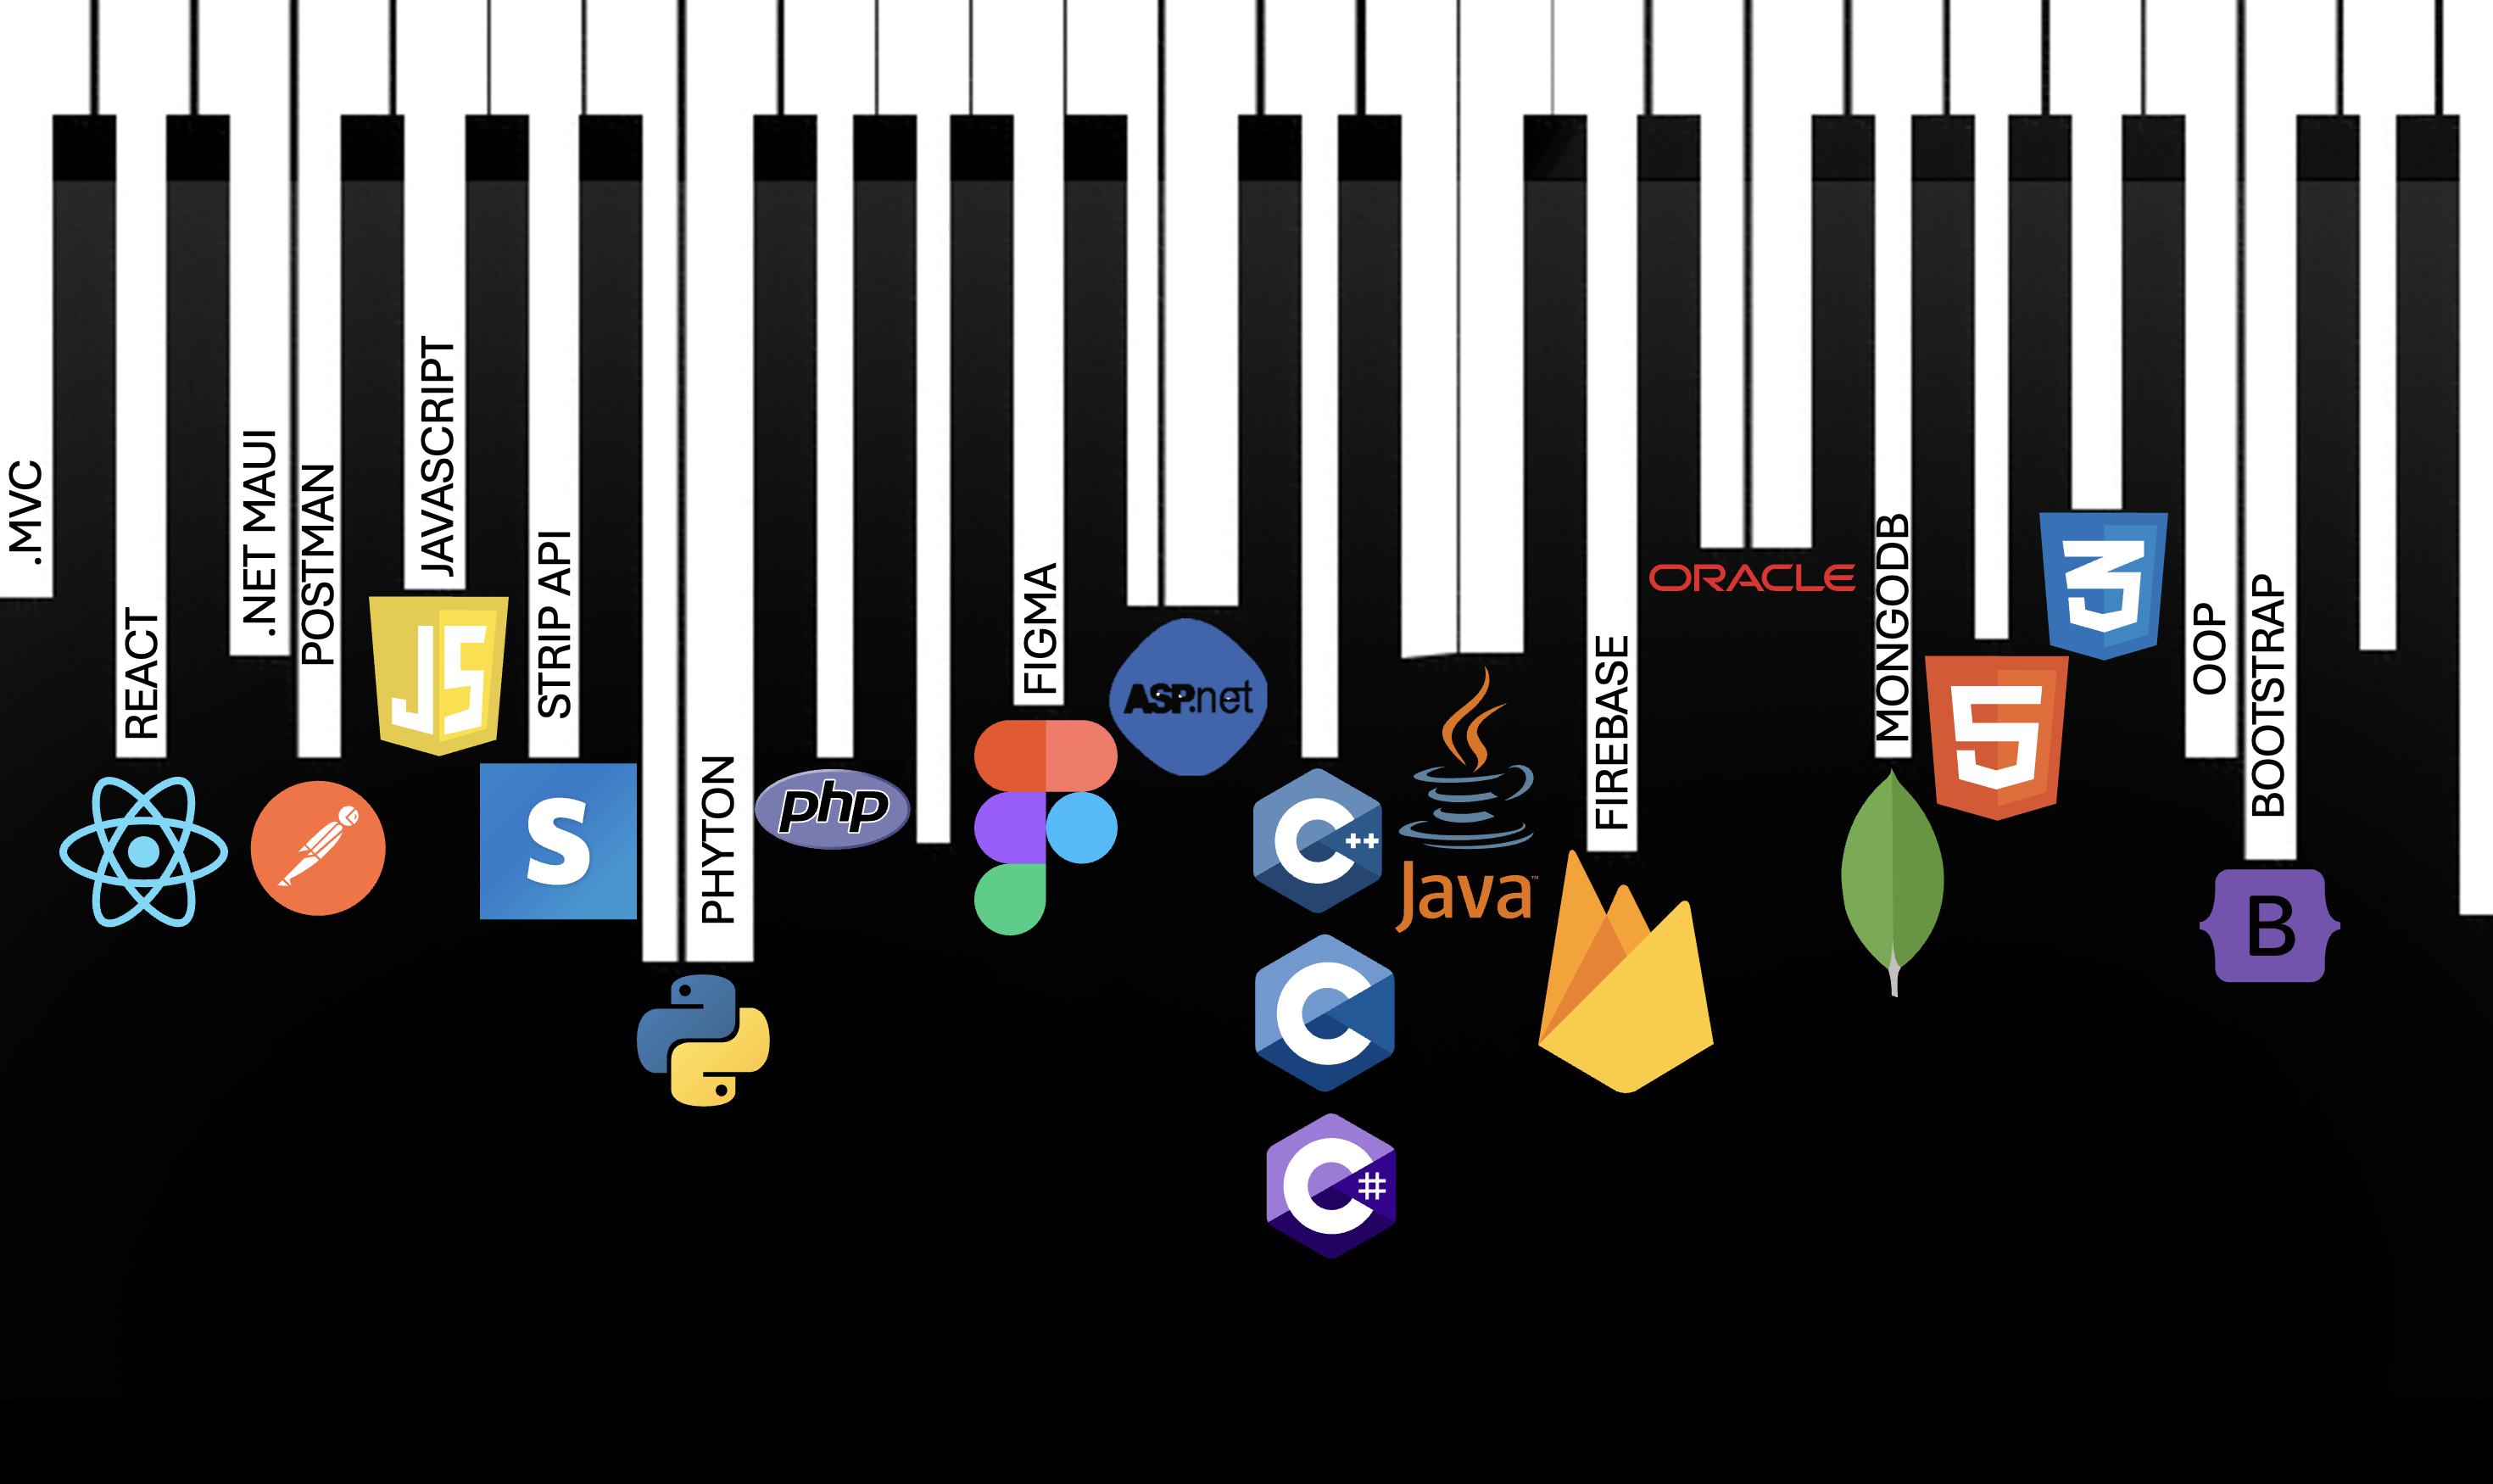 .MVC
REACT
.NET MAUI
POSTMAN
JAVASCRIPT
JS
STRIP API
S
PHYTON
php
FIGMA
ASP.net
C++
C
C#
Java™
FIREBASE
ORACLE
MONGODB
5
3
OOP
BOOTSTRAP
B